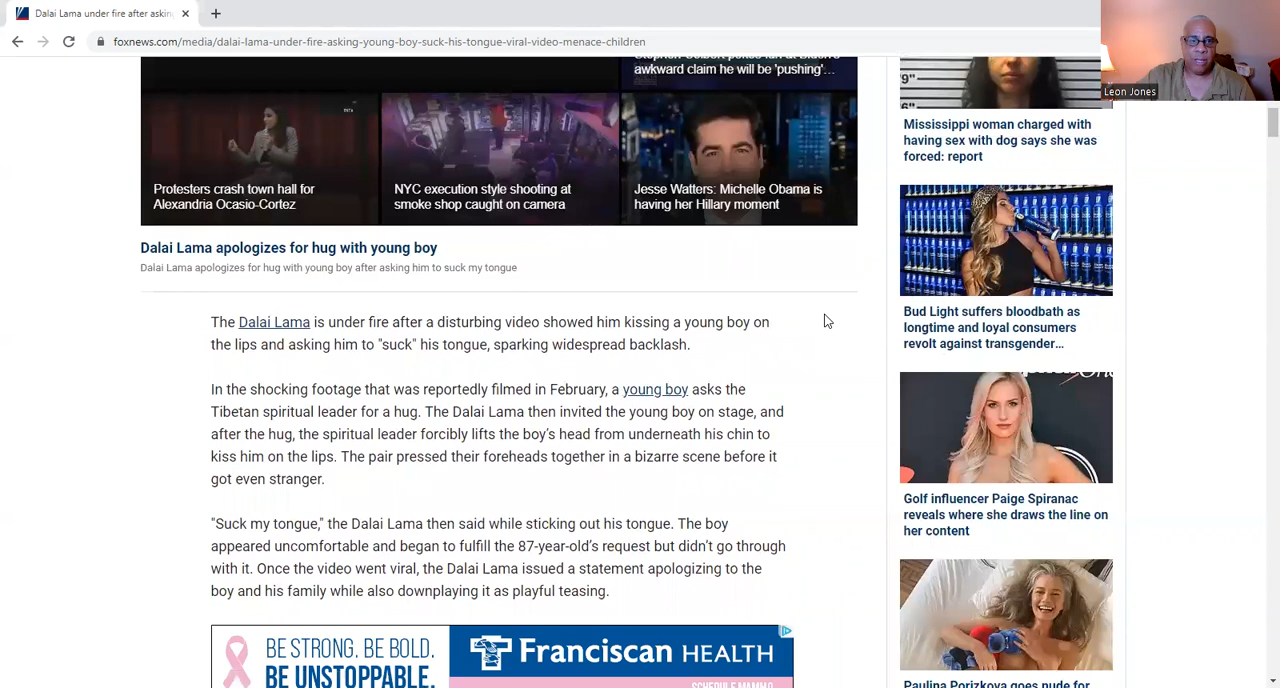 Dalai Lama under fire after asking
foxnews.com/media/dalai-lama-under-fire-asking-young-boy-suck-his-tongue-viral-video-menace-children
Leon Jones
awkward claim he will be 'pushing'...
Protesters crash town hall for
Alexandria Ocasio-Cortez
NYC execution style shooting at
smoke shop caught on camera
Jesse Watters: Michelle Obama is
having her Hillary moment
Dalai Lama apologizes for hug with young boy
Dalai Lama apologizes for hug with young boy after asking him to suck my tongue
The Dalai Lama is under fire after a disturbing video showed him kissing a young boy on
the lips and asking him to "suck" his tongue, sparking widespread backlash.
In the shocking footage that was reportedly filmed in February, a young boy asks the
Tibetan spiritual leader for a hug. The Dalai Lama then invited the young boy on stage, and
after the hug, the spiritual leader forcibly lifts the boy's head from underneath his chin to
kiss him on the lips. The pair pressed their foreheads together in a bizarre scene before it
got even stranger.
"Suck my tongue," the Dalai Lama then said while sticking out his tongue. The boy
appeared uncomfortable and began to fulfill the 87-year-old's request but didn't go through
with it. Once the video went viral, the Dalai Lama issued a statement apologizing to the
boy and his family while also downplaying it as playful teasing.
BE STRONG. BE BOLD.
BE UNSTOPPABLE.
Franciscan HEALTH
SCHEDULE MAMMO
Mississippi woman charged with
having sex with dog says she was
forced: report
Bud Light suffers bloodbath as
longtime and loyal consumers
revolt against transgender...
Golf influencer Paige Spiranac
reveals where she draws the line on
her content
Paulina Porizkova goes nude for